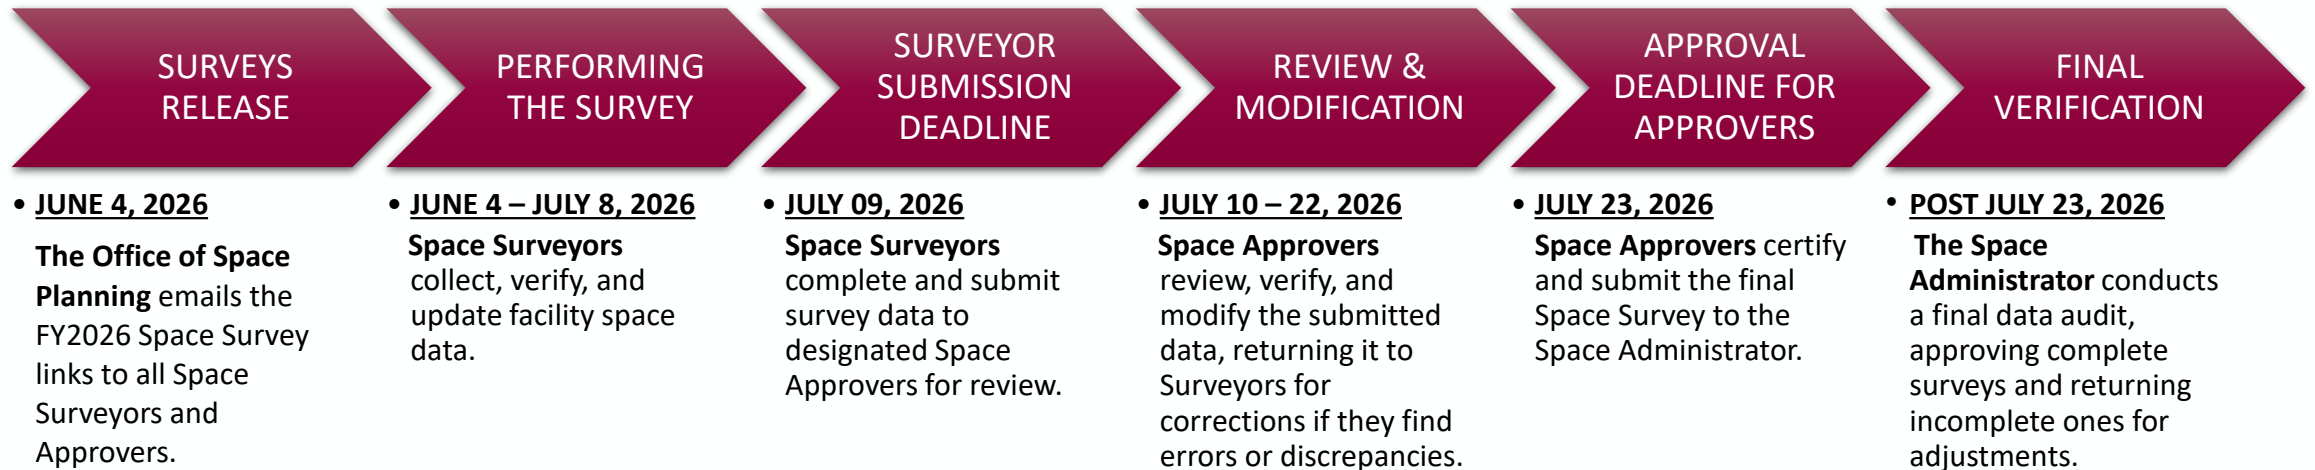 SURVEYS
RELEASE
PERFORMING
THE SURVEY
SURVEYOR
SUBMISSION
DEADLINE
REVIEW &
MODIFICATION
APPROVAL
DEADLINE FOR
APPROVERS
FINAL
VERIFICATION
• JUNE 4, 2026
The Office of Space
Planning emails the
FY2026 Space Survey
links to all Space
Surveyors and
Approvers.
• JUNE 4 – JULY 8, 2026
Space Surveyors
collect, verify, and
update facility space
data.
• JULY 09, 2026
Space Surveyors
complete and submit
survey data to
designated Space
Approvers for review.
• JULY 10 – 22, 2026
Space Approvers
review, verify, and
modify the submitted
data, returning it to
Surveyors for
corrections if they find
errors or discrepancies.
• JULY 23, 2026
Space Approvers certify
and submit the final
Space Survey to the
Space Administrator.
• POST JULY 23, 2026
The Space
Administrator conducts
a final data audit,
approving complete
surveys and returning
incomplete ones for
adjustments.